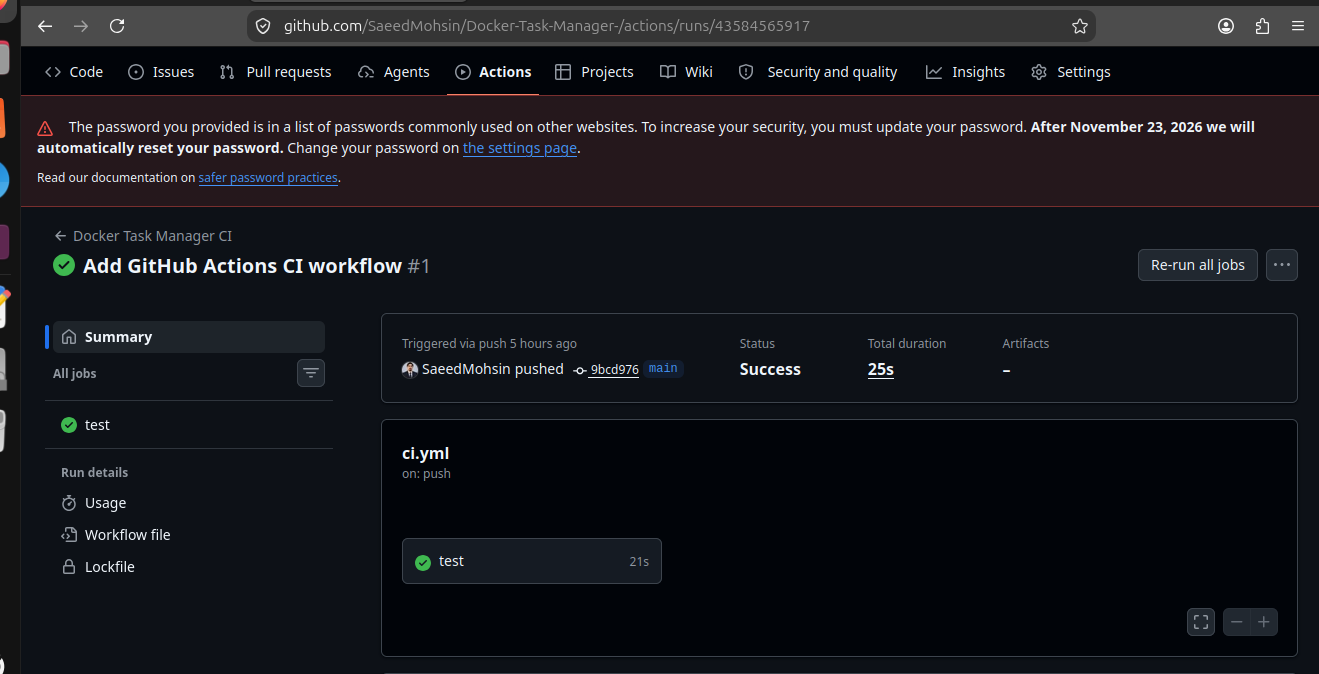 github.com/SaeedMohsin/Docker-Task-Manager-/actions/runs/43584565917
Code Issues Pull requests Agents Actions Projects Wiki Security and quality Insights Settings
The password you provided is in a list of passwords commonly used on other websites. To increase your security, you must update your password. After November 23, 2026 we will
automatically reset your password. Change your password on the settings page.
Read our documentation on safer password practices.
Docker Task Manager CI
Add GitHub Actions CI workflow #1
Re-run all jobs
Summary
All jobs
test
Run details
Usage
Workflow file
Lockfile
Triggered via push 5 hours ago
SaeedMohsin pushed 9bcd976 main
Status
Success
Total duration
25s
Artifacts
–
ci.yml
on: push
test 21s